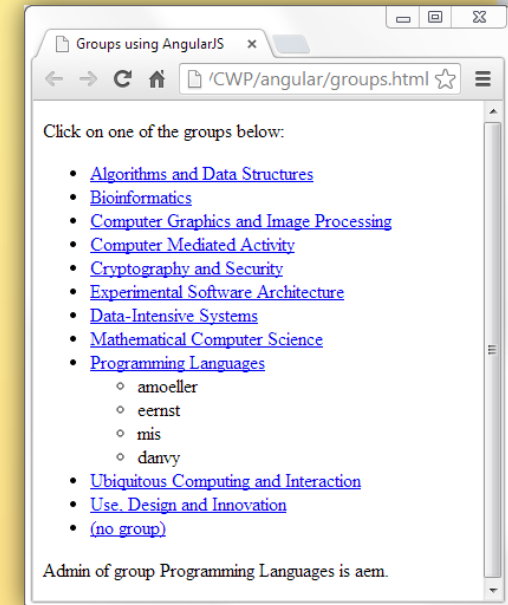 Groups using AngularJS
/CWP/angular/groups.html
Click on one of the groups below:
Algorithms and Data Structures
Bioinformatics
Computer Graphics and Image Processing
Computer Mediated Activity
Cryptography and Security
Experimental Software Architecture
Data-Intensive Systems
Mathematical Computer Science
Programming Languages
amoeller
eernst
mis
danvy
Ubiquitous Computing and Interaction
Use, Design and Innovation
(no group)
Admin of group Programming Languages is aem.